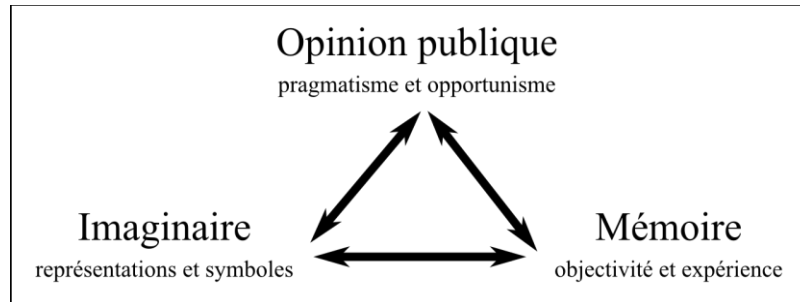 Opinion publique
pragmatisme et opportunisme
Imaginaire
Mémoire
représentations et symboles
objectivité et expérience